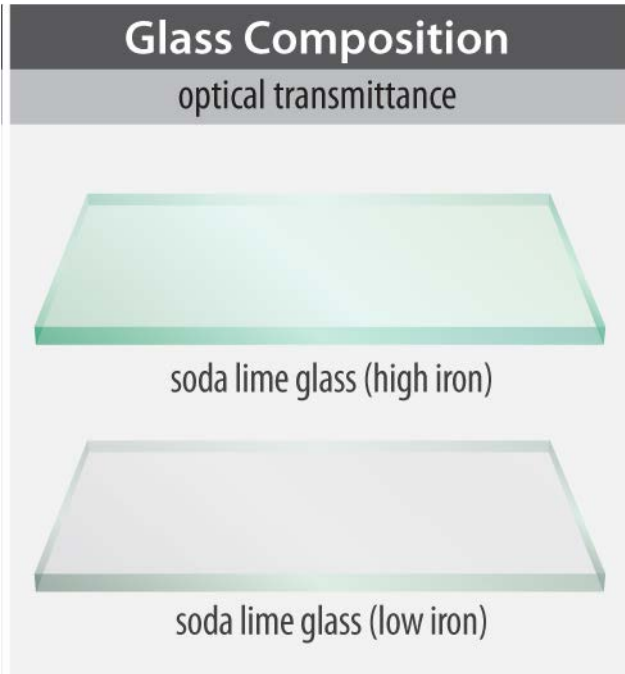 Glass Composition
optical transmittance
soda lime glass (high iron)
soda lime glass (low iron)